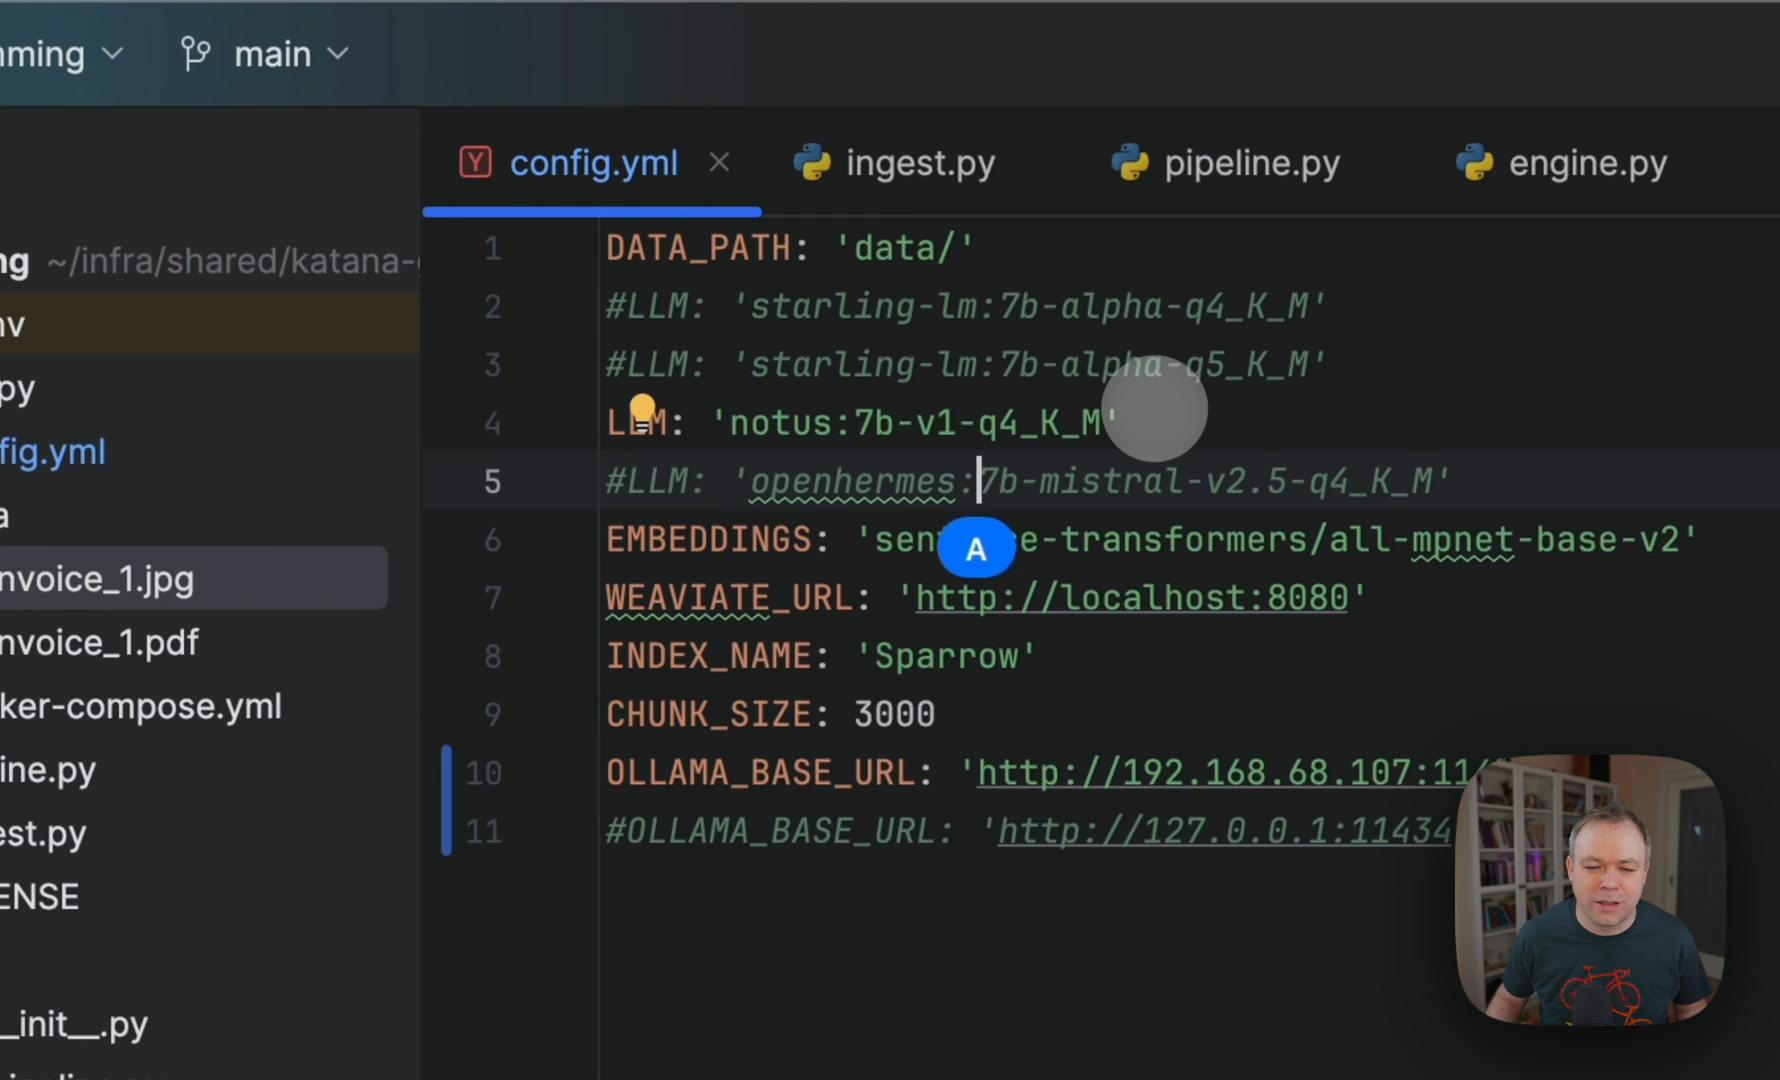 mming main
config.yml ingest.py pipeline.py engine.py
ng ~/infra/shared/katana-g
nv
py
fig.yml
a
nvoice_1.jpg
nvoice_1.pdf
ker-compose.yml
ine.py
est.py
ENSE
_init__.py
1 DATA_PATH: 'data/'
2 #LLM: 'starling-lm:7b-alpha-q4_K_M'
3 #LLM: 'starling-lm:7b-alpha-q5_K_M'
4 LLM: 'notus:7b-v1-q4_K_M'
5 #LLM: 'openhermes:7b-mistral-v2.5-q4_K_M'
6 EMBEDDINGS: 'sentence-transformers/all-mpnet-base-v2'
A
7 WEAVIATE_URL: 'http://localhost:8080'
8 INDEX_NAME: 'Sparrow'
9 CHUNK_SIZE: 3000
10 OLLAMA_BASE_URL: 'http://192.168.68.107:114
11 #OLLAMA_BASE_URL: 'http://127.0.0.1:11434